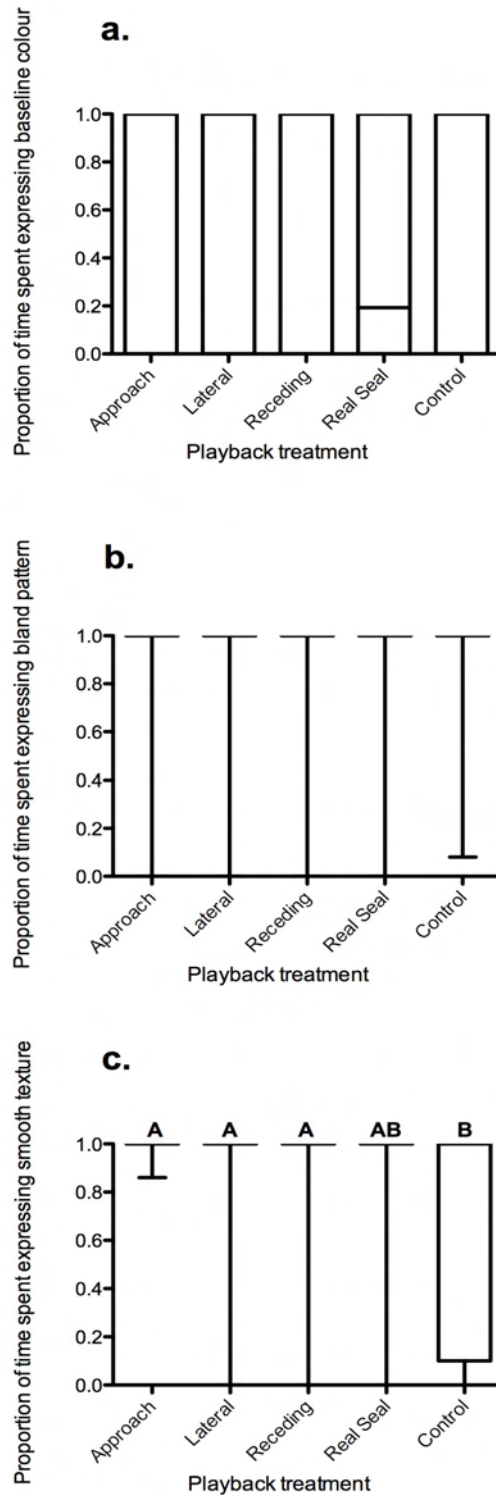 a.
Proportion of time spent expressing baseline colour
1.0
0.8
0.6
0.4
0.2
0.0
Approach
Lateral
Receding
Real Seal
Control
Playback treatment
b.
Proportion of time spent expressing bland pattern
1.0
0.8
0.6
0.4
0.2
0.0
Approach
Lateral
Receding
Real Seal
Control
Playback treatment
c.
Proportion of time spent expressing smooth texture
A A A AB B
1.0
0.8
0.6
0.4
0.2
0.0
Approach
Lateral
Receding
Real Seal
Control
Playback treatment